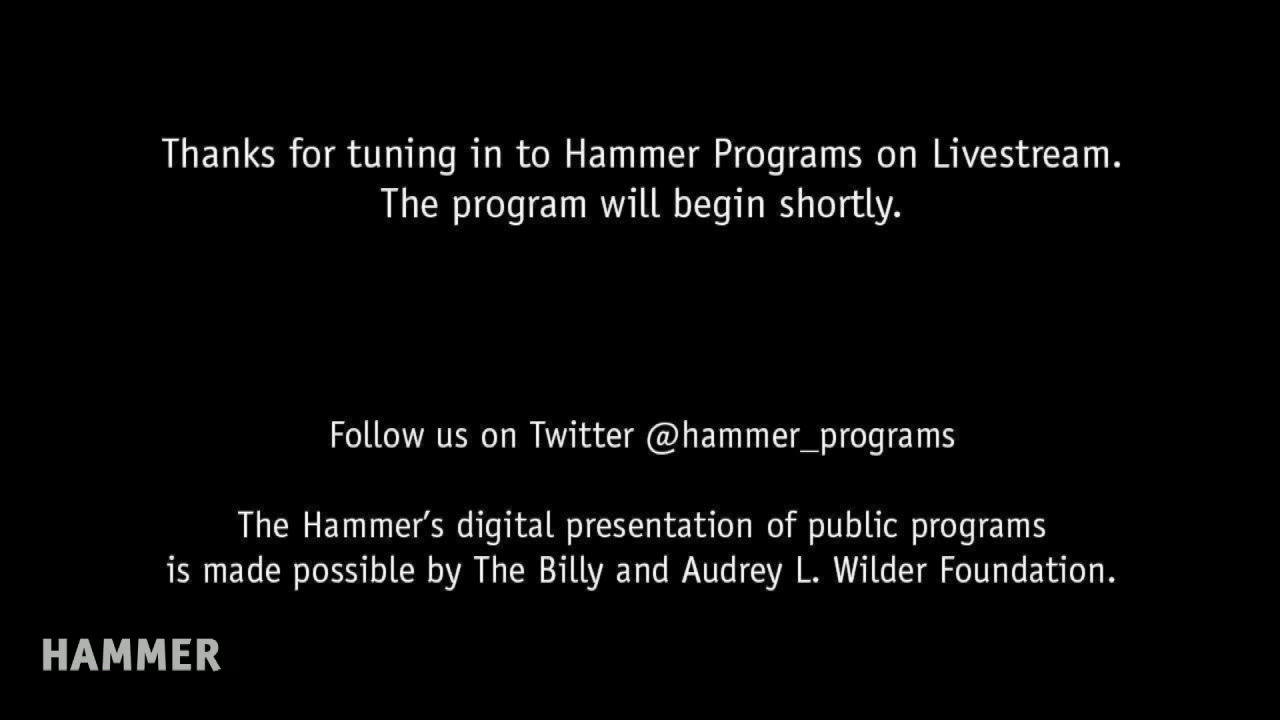 Thanks for tuning in to Hammer Programs on Livestream.
The program will begin shortly.
Follow us on Twitter @hammer_programs
The Hammer’s digital presentation of public programs
is made possible by The Billy and Audrey L. Wilder Foundation.
HAMMER